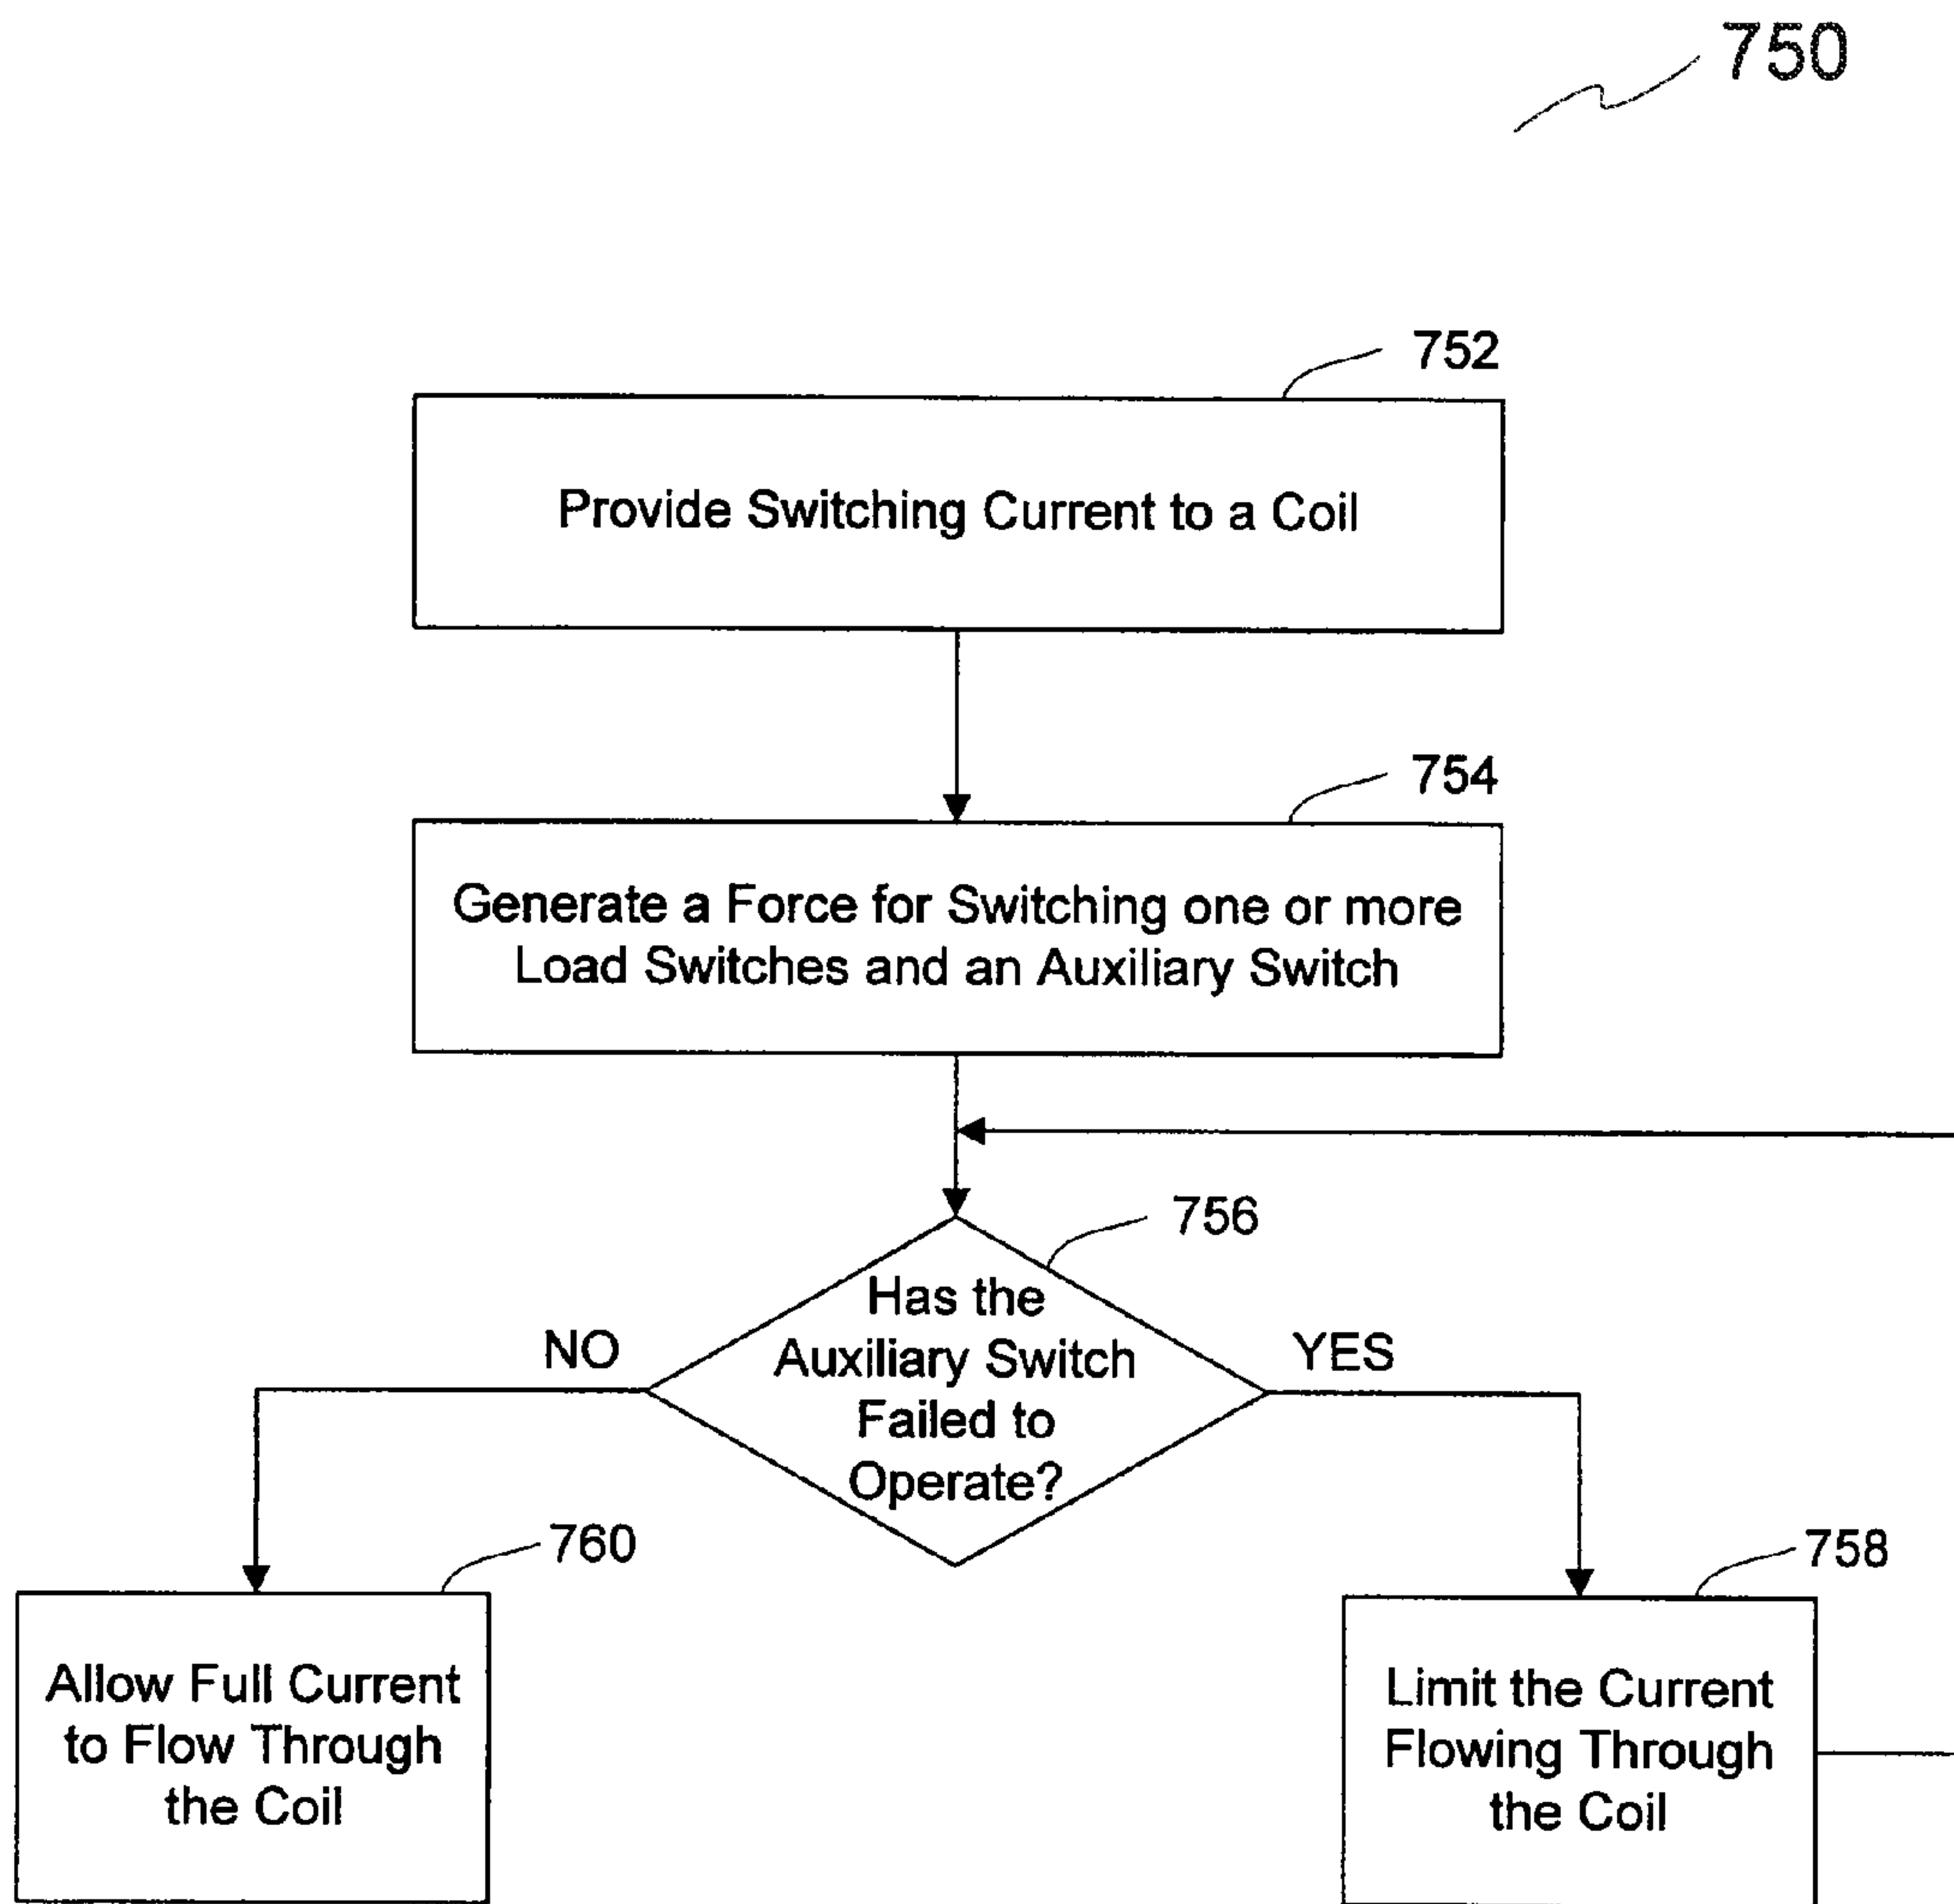 750
752
Provide Switching Current to a Coil
754
Generate a Force for Switching one or more
Load Switches and an Auxiliary Switch
756
Has the
Auxiliary Switch
Failed to
Operate?
NO
YES
760
758
Allow Full Current
to Flow Through
the Coil
Limit the Current
Flowing Through
the Coil